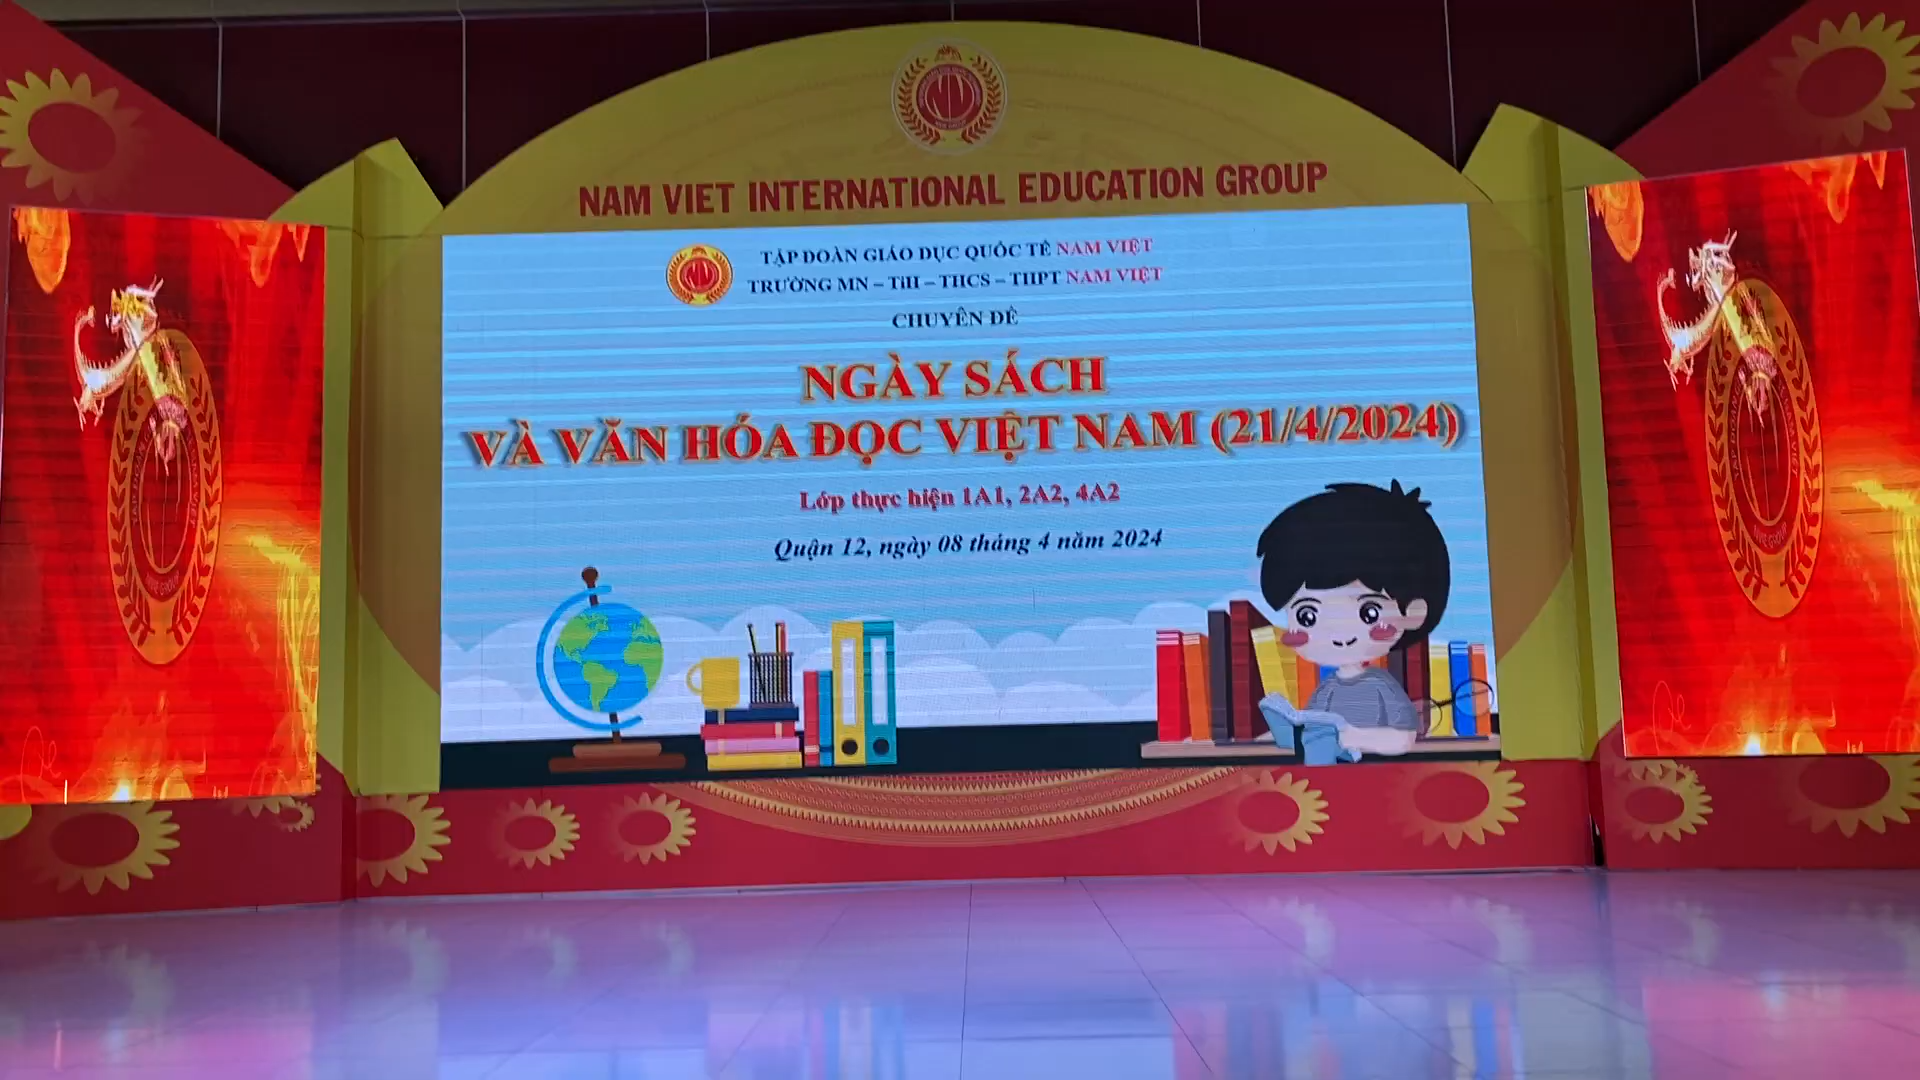 NAM VIET INTERNATIONAL EDUCATION GROUP
TẬP ĐOÀN GIÁO DỤC QUỐC TẾ NAM VIỆT
TRƯỜNG MN – TiH – THCS – THPT NAM VIỆT
CHUYÊN ĐỀ
NGÀY SÁCH
VÀ VĂN HÓA ĐỌC VIỆT NAM (21/4/2024)
Lớp thực hiện 1A1, 2A2, 4A2
Quận 12, ngày 08 tháng 4 năm 2024